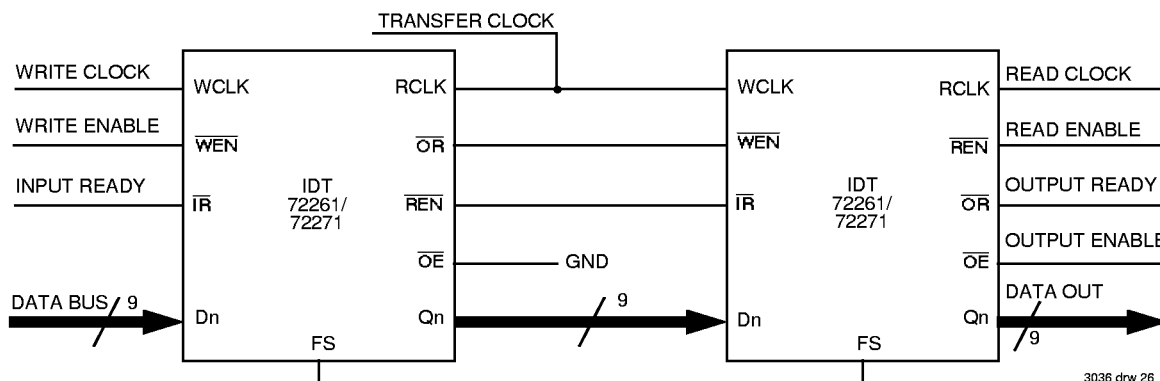 TRANSFER CLOCK
WRITE CLOCK
WCLK
RCLK
WCLK
RCLK
READ CLOCK
WRITE ENABLE
WEN
OR
WEN
REN
READ ENABLE
INPUT READY
IR
IDT
72261/
72271
REN
IR
IDT
72261/
72271
OR
OUTPUT READY
OE
GND
OE
OUTPUT ENABLE
DATA BUS
9
Dn
Qn
9
Dn
Qn
DATA OUT
9
FS
FS
3036 drw 26